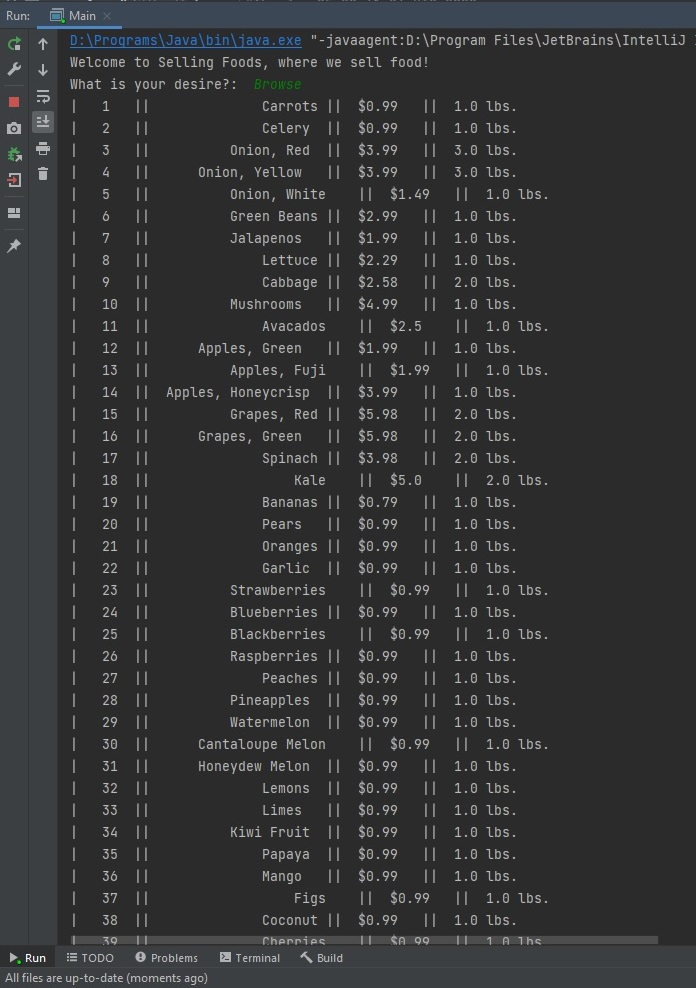 Run: Main
D:\Programs\Java\bin\java.exe "-javaagent:D:\Program Files\JetBrains\IntelliJ
Welcome to Selling Foods, where we sell food!
What is your desire?: Browse
| 1 || Carrots || $0.99 || 1.0 lbs.
| 2 || Celery || $0.99 || 1.0 lbs.
| 3 || Onion, Red || $3.99 || 3.0 lbs.
| 4 || Onion, Yellow || $3.99 || 3.0 lbs.
| 5 || Onion, White || $1.49 || 1.0 lbs.
| 6 || Green Beans || $2.99 || 1.0 lbs.
| 7 || Jalapenos || $1.99 || 1.0 lbs.
| 8 || Lettuce || $2.29 || 1.0 lbs.
| 9 || Cabbage || $2.58 || 2.0 lbs.
| 10 || Mushrooms || $4.99 || 1.0 lbs.
| 11 || Avacados || $2.5 || 1.0 lbs.
| 12 || Apples, Green || $1.99 || 1.0 lbs.
| 13 || Apples, Fuji || $1.99 || 1.0 lbs.
| 14 || Apples, Honeycrisp || $3.99 || 1.0 lbs.
| 15 || Grapes, Red || $5.98 || 2.0 lbs.
| 16 || Grapes, Green || $5.98 || 2.0 lbs.
| 17 || Spinach || $3.98 || 2.0 lbs.
| 18 || Kale || $5.0 || 2.0 lbs.
| 19 || Bananas || $0.79 || 1.0 lbs.
| 20 || Pears || $0.99 || 1.0 lbs.
| 21 || Oranges || $0.99 || 1.0 lbs.
| 22 || Garlic || $0.99 || 1.0 lbs.
| 23 || Strawberries || $0.99 || 1.0 lbs.
| 24 || Blueberries || $0.99 || 1.0 lbs.
| 25 || Blackberries || $0.99 || 1.0 lbs.
| 26 || Raspberries || $0.99 || 1.0 lbs.
| 27 || Peaches || $0.99 || 1.0 lbs.
| 28 || Pineapples || $0.99 || 1.0 lbs.
| 29 || Watermelon || $0.99 || 1.0 lbs.
| 30 || Cantaloupe Melon || $0.99 || 1.0 lbs.
| 31 || Honeydew Melon || $0.99 || 1.0 lbs.
| 32 || Lemons || $0.99 || 1.0 lbs.
| 33 || Limes || $0.99 || 1.0 lbs.
| 34 || Kiwi Fruit || $0.99 || 1.0 lbs.
| 35 || Papaya || $0.99 || 1.0 lbs.
| 36 || Mango || $0.99 || 1.0 lbs.
| 37 || Figs || $0.99 || 1.0 lbs.
| 38 || Coconut || $0.99 || 1.0 lbs.
| 39 || Cherries || $0.99 || 1.0 lbs.
Run TODO Problems Terminal Build
All files are up-to-date (moments ago)